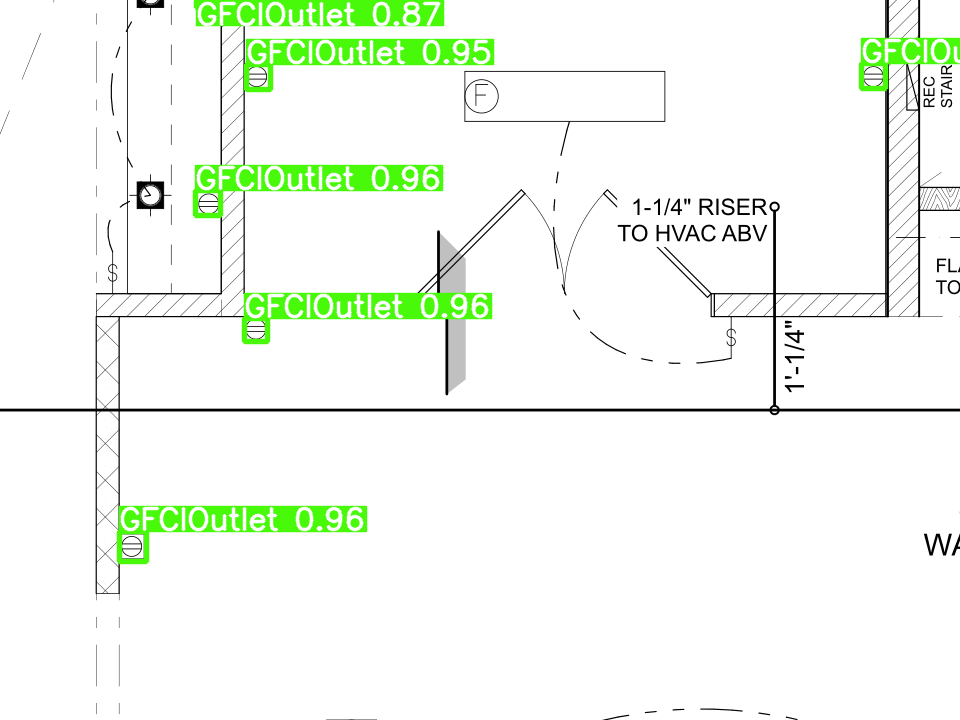 GFCIOutlet 0.87
GFCIOutlet 0.95
GFCIOu
F
REC
STAIR
GFCIOutlet 0.96
1-1/4" RISER
TO HVAC ABV
S
FLA
TO
GFCIOutlet 0.96
S
1'-1/4"
GFCIOutlet 0.96
WA